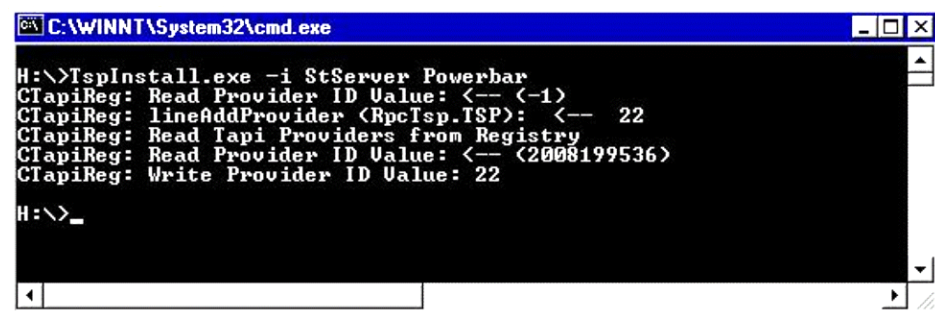 C:\WINNT\System32\cmd.exe
H:\>TspInstall.exe -i StServer Powerbar
CTapiReg: Read Provider ID Value: <-- (-1)
CTapiReg: lineAddProvider (RpcTsp.TSP):  <--  22
CTapiReg: Read Tapi Providers from Registry
CTapiReg: Read Provider ID Value: <-- (2008199536)
CTapiReg: Write Provider ID Value: 22
H:\>_